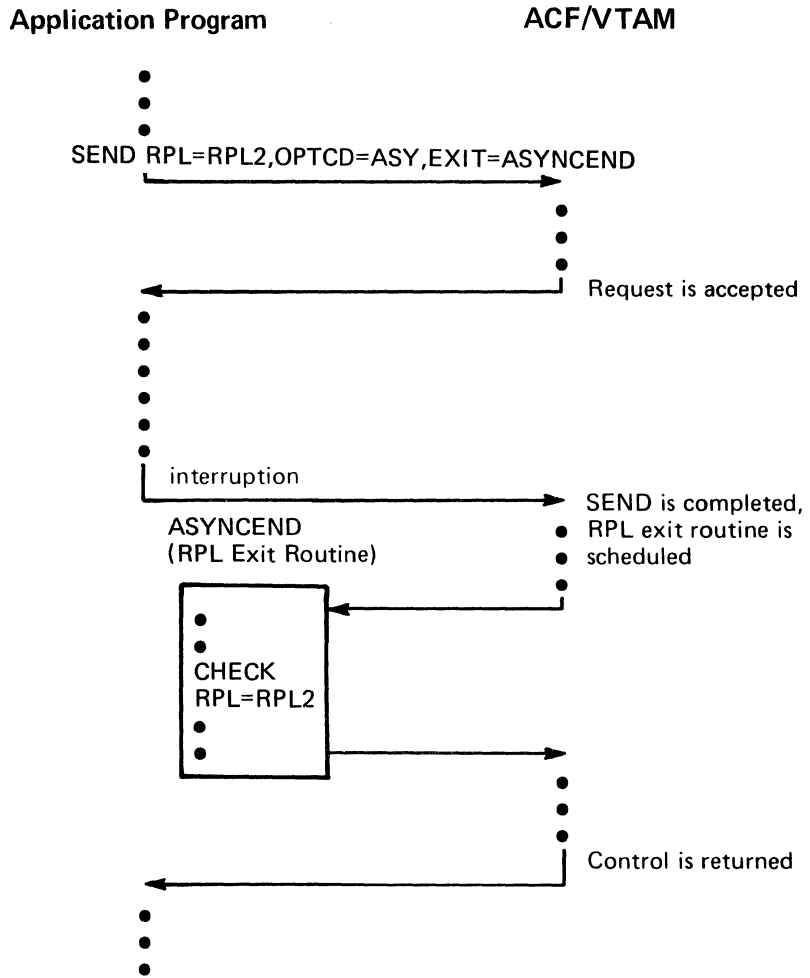 Application Program
ACF/VTAM
SEND RPL=RPL2,OPTCD=ASY,EXIT=ASYNCEND
Request is accepted
interruption
SEND is completed,
RPL exit routine is
scheduled
ASYNCEND
(RPL Exit Routine)
CHECK
RPL=RPL2
Control is returned